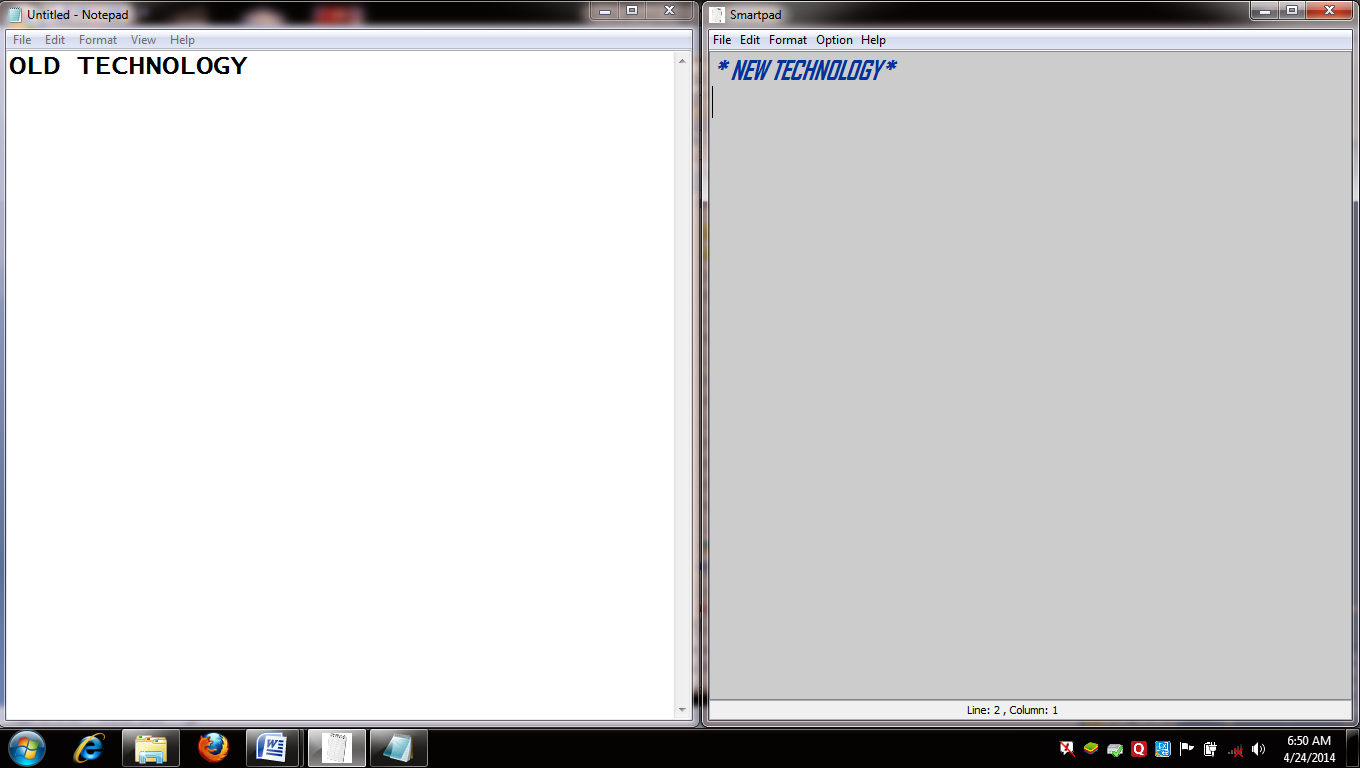 Untitled - Notepad
File Edit Format View Help
OLD TECHNOLOGY
Smartpad
File Edit Format Option Help
* NEW TECHNOLOGY*
Line: 2 , Column: 1
6:50 AM
4/24/2014